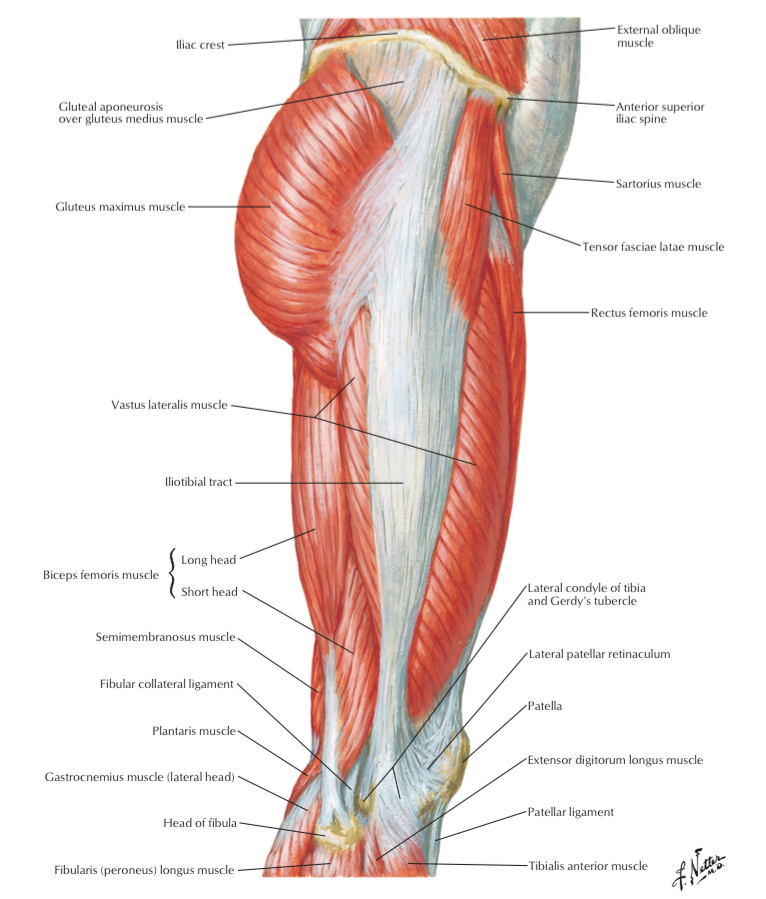 Iliac crest
External oblique
muscle
Gluteal aponeurosis
over gluteus medius muscle
Anterior superior
iliac spine
Sartorius muscle
Gluteus maximus muscle
Tensor fasciae latae muscle
Rectus femoris muscle
Vastus lateralis muscle
Iliotibial tract
Biceps femoris muscle
Long head
Short head
Lateral condyle of tibia
and Gerdy's tubercle
Semimembranosus muscle
Lateral patellar retinaculum
Fibular collateral ligament
Patella
Plantaris muscle
Extensor digitorum longus muscle
Gastrocnemius muscle (lateral head)
Patellar ligament
Head of fibula
Fibularis (peroneus) longus muscle
Tibialis anterior muscle
F. Netter
M.D.